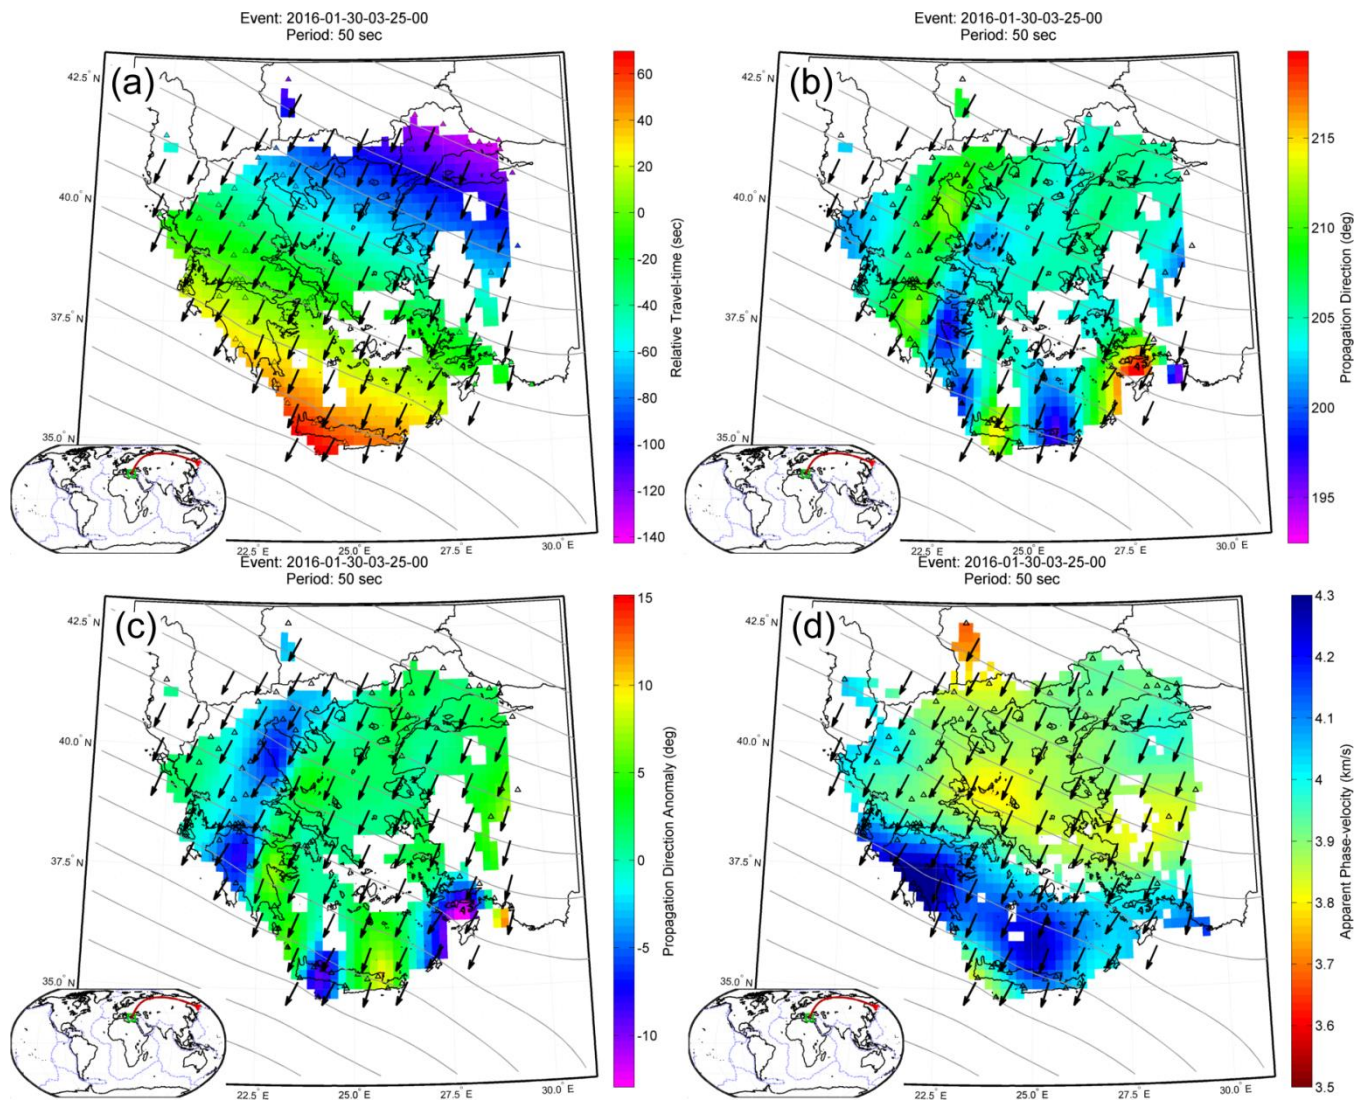 Event: 2016-01-30-03-25-00
Period: 50 sec
(a)
42.5° N
40.0° N
37.5° N
35.0° N
22.5° E
25.0° E
27.5° E
30.0° E
60
40
20
0
-20
-40
-60
-80
-100
-120
-140
Relative Travel-time (sec)
Event: 2016-01-30-03-25-00
Period: 50 sec
(b)
42.5° N
40.0° N
37.5° N
35.0° N
22.5° E
25.0° E
27.5° E
30.0° E
215
210
205
200
195
Propagation Direction (deg)
Event: 2016-01-30-03-25-00
Period: 50 sec
(c)
42.5° N
40.0° N
37.5° N
35.0° N
22.5° E
25.0° E
27.5° E
30.0° E
15
10
5
0
-5
-10
Propagation Direction Anomaly (deg)
Event: 2016-01-30-03-25-00
Period: 50 sec
(d)
42.5° N
40.0° N
37.5° N
35.0° N
22.5° E
25.0° E
27.5° E
30.0° E
4.3
4.2
4.1
4
3.9
3.8
3.7
3.6
3.5
Apparent Phase-velocity (km/s)